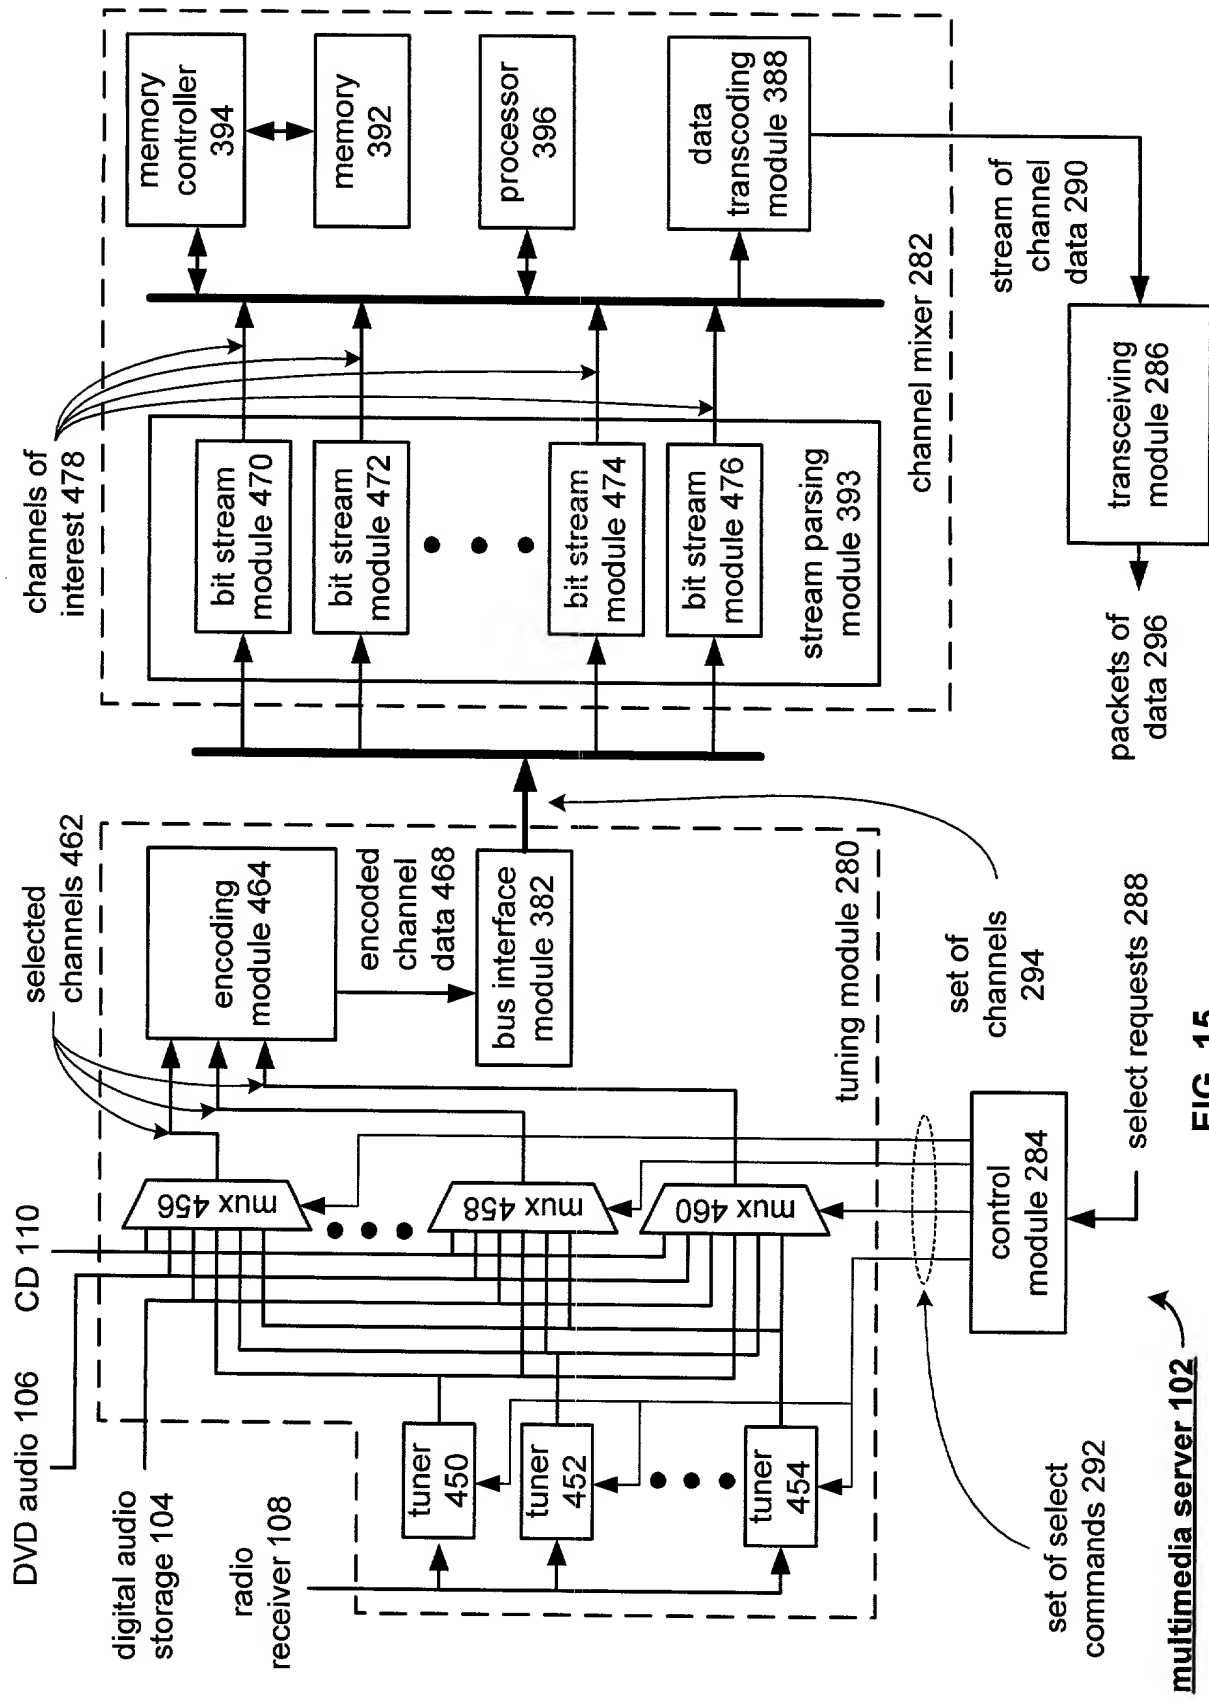 DVD audio 106
CD 110
digital audio
storage 104
radio
receiver 108
tuner
450
tuner
452
tuner
454
mux 456
mux 458
mux 460
selected
channels 462
encoding
module 464
encoded
channel
data 468
bus interface
module 382
tuning module 280
set of select
commands 292
control
module 284
select requests 288
set of
channels
294
channels of
interest 478
bit stream
module 470
bit stream
module 472
bit stream
module 474
bit stream
module 476
stream parsing
module 393
memory
controller
394
memory
392
processor
396
data
transcoding
module 388
channel mixer 282
stream of
channel
data 290
transceiving
module 286
packets of
data 296
multimedia server 102
FIG. 15